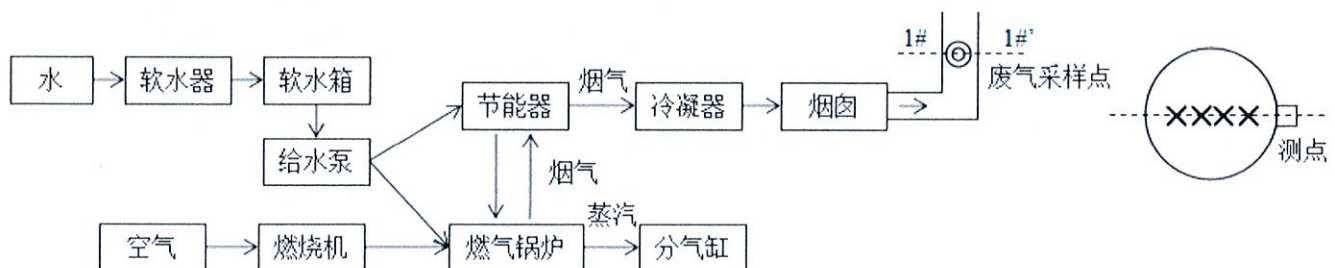 1#
1#'
废气采样点
水
软水器
软水箱
节能器
烟气
冷凝器
烟囱
测点
给水泵
烟气
空气
燃烧机
燃气锅炉
蒸汽
分气缸